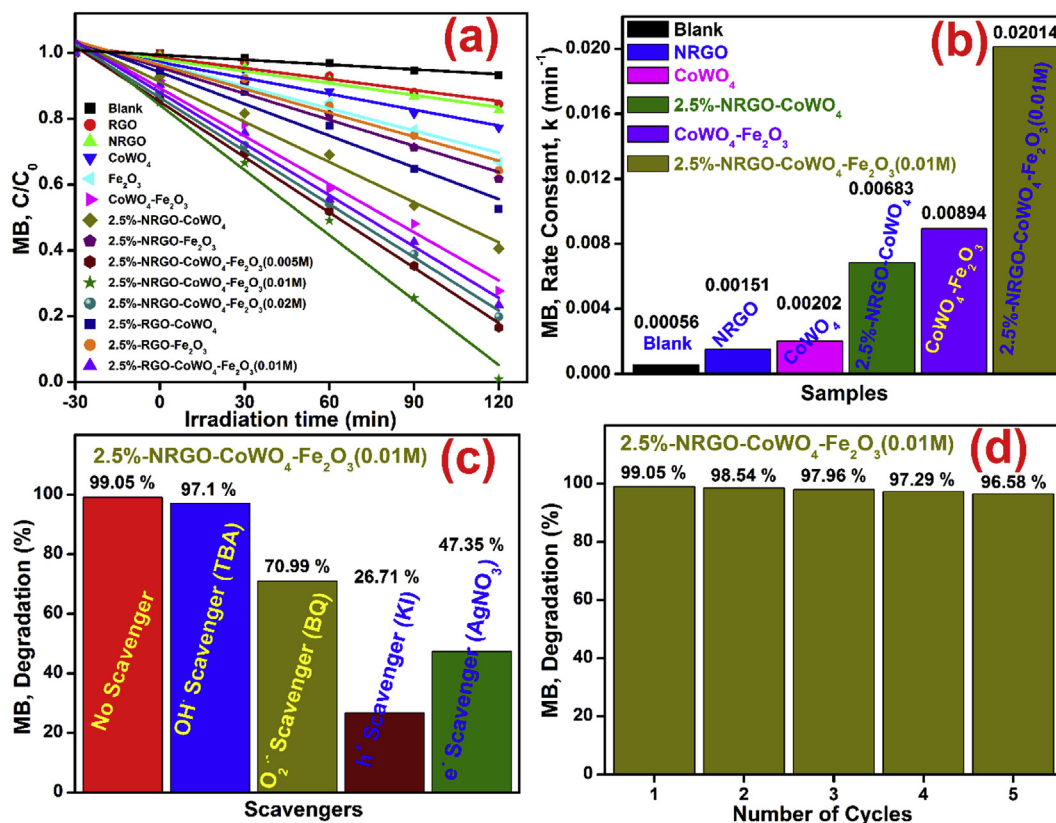 (a)
MB, C/C₀
1.0
0.8
0.6
0.4
0.2
0.0
Blank
RGO
NRGO
CoWO₄
Fe₂O₃
CoWO₄-Fe₂O₃
2.5%-NRGO-CoWO₄
2.5%-NRGO-Fe₂O₃
2.5%-NRGO-CoWO₄-Fe₂O₃(0.005M)
2.5%-NRGO-CoWO₄-Fe₂O₃(0.01M)
2.5%-NRGO-CoWO₄-Fe₂O₃(0.02M)
2.5%-RGO-CoWO₄
2.5%-RGO-Fe₂O₃
2.5%-RGO-CoWO₄-Fe₂O₃(0.01M)
-30 0 30 60 90 120
Irradiation time (min)
(b)
MB, Rate Constant, k (min⁻¹)
0.020
0.016
0.012
0.008
0.004
0.000
Blank
NRGO
CoWO₄
2.5%-NRGO-CoWO₄
CoWO₄-Fe₂O₃
2.5%-NRGO-CoWO₄-Fe₂O₃(0.01M)
0.00056
Blank
0.00151
NRGO
0.00202
CoWO₄
0.00683
2.5%-NRGO-CoWO₄
0.00894
CoWO₄-Fe₂O₃
0.02014
2.5%-NRGO-CoWO₄-Fe₂O₃(0.01M)
Samples
(c)
2.5%-NRGO-CoWO₄-Fe₂O₃(0.01M)
MB, Degradation (%)
100
80
60
40
20
0
99.05 %
No Scavenger
97.1 %
OH˙ Scavenger (TBA)
70.99 %
O₂˙⁻ Scavenger (BQ)
26.71 %
h⁺ Scavenger (KI)
47.35 %
e⁻ Scavenger (AgNO₃)
Scavengers
(d)
2.5%-NRGO-CoWO₄-Fe₂O₃(0.01M)
MB, Degradation (%)
100
80
60
40
20
0
99.05 % 98.54 % 97.96 % 97.29 % 96.58 %
1 2 3 4 5
Number of Cycles